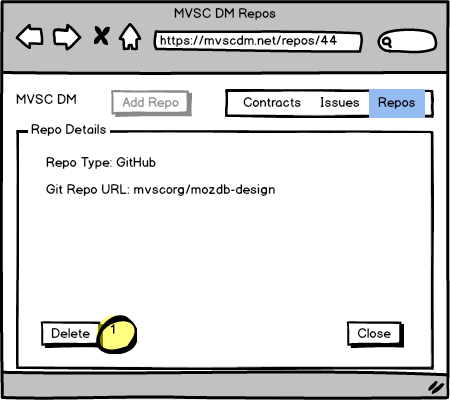 MVSC DM Repos
https://mvscdm.net/repos/44
MVSC DM
Add Repo
Contracts Issues Repos
Repo Details
Repo Type: GitHub
Git Repo URL: mvscorg/mozdb-design
Delete
1
Close